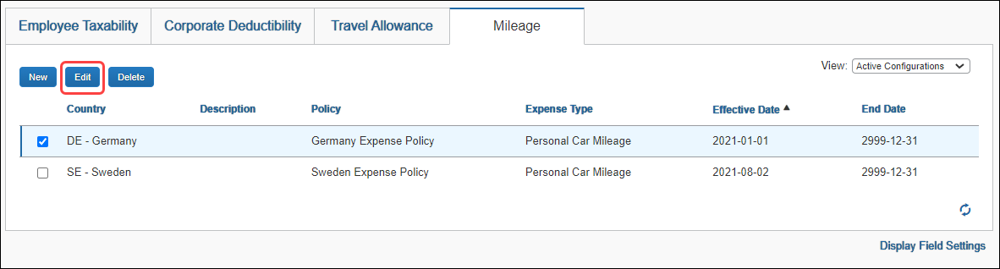 Employee Taxability Corporate Deductibility Travel Allowance Mileage
View: Active Configurations
New Edit Delete
Country Description Policy Expense Type Effective Date End Date
DE - Germany Germany Expense Policy Personal Car Mileage 2021-01-01 2999-12-31
SE - Sweden Sweden Expense Policy Personal Car Mileage 2021-08-02 2999-12-31
Display Field Settings